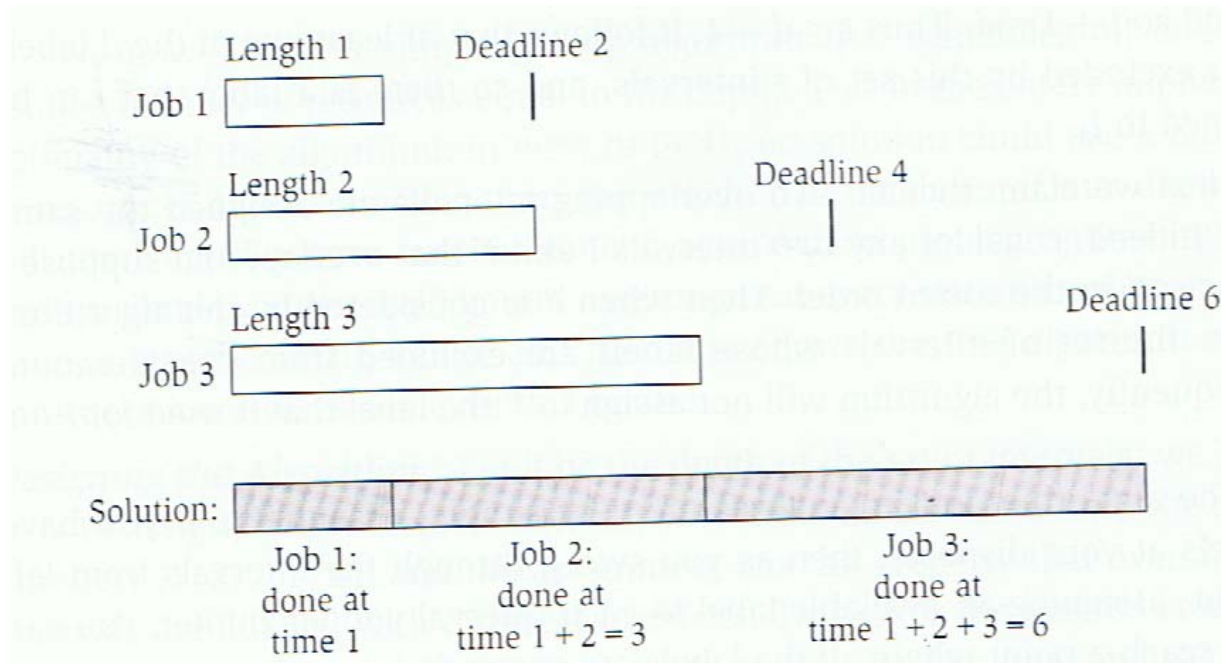 Length 1
Deadline 2
Job 1
Length 2
Deadline 4
Job 2
Length 3
Deadline 6
Job 3
Solution:
Job 1:
done at
time 1
Job 2:
done at
time 1 + 2 = 3
Job 3:
done at
time 1 + 2 + 3 = 6